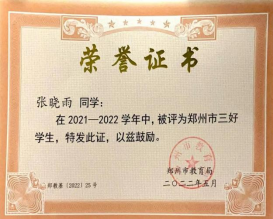 荣誉证书
张晓雨 同学：
在2021—2022学年中，被评为郑州市三好
学生，特发此证，以兹鼓励。
郑州市教育局
二〇二二年五月
郑教基〔2022〕25号